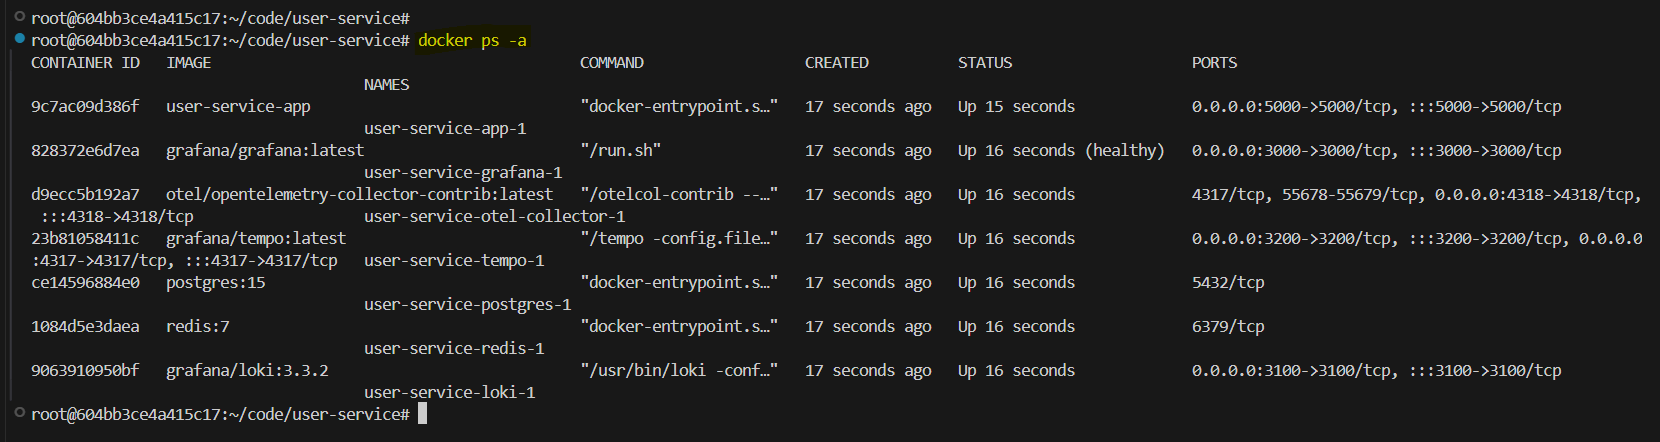 root@604bb3ce4a415c17:~/code/user-service#
root@604bb3ce4a415c17:~/code/user-service# docker ps -a
CONTAINER ID   IMAGE                                         COMMAND                  CREATED          STATUS                    PORTS
NAMES
9c7ac09d386f   user-service-app                              "docker-entrypoint.s…"   17 seconds ago   Up 15 seconds             0.0.0.0:5000->5000/tcp, :::5000->5000/tcp
user-service-app-1
828372e6d7ea   grafana/grafana:latest                        "/run.sh"                17 seconds ago   Up 16 seconds (healthy)   0.0.0.0:3000->3000/tcp, :::3000->3000/tcp
user-service-grafana-1
d9ecc5b192a7   otel/opentelemetry-collector-contrib:latest   "/otelcol-contrib --…"   17 seconds ago   Up 16 seconds             4317/tcp, 55678-55679/tcp, 0.0.0.0:4318->4318/tcp,
:::4318->4318/tcp                   user-service-otel-collector-1
23b81058411c   grafana/tempo:latest                          "/tempo -config.file…"   17 seconds ago   Up 16 seconds             0.0.0.0:3200->3200/tcp, :::3200->3200/tcp, 0.0.0.0
:4317->4317/tcp, :::4317->4317/tcp   user-service-tempo-1
ce14596884e0   postgres:15                                   "docker-entrypoint.s…"   17 seconds ago   Up 16 seconds             5432/tcp
user-service-postgres-1
1084d5e3daea   redis:7                                       "docker-entrypoint.s…"   17 seconds ago   Up 16 seconds             6379/tcp
user-service-redis-1
9063910950bf   grafana/loki:3.3.2                            "/usr/bin/loki -conf…"   17 seconds ago   Up 16 seconds             0.0.0.0:3100->3100/tcp, :::3100->3100/tcp
user-service-loki-1
root@604bb3ce4a415c17:~/code/user-service#